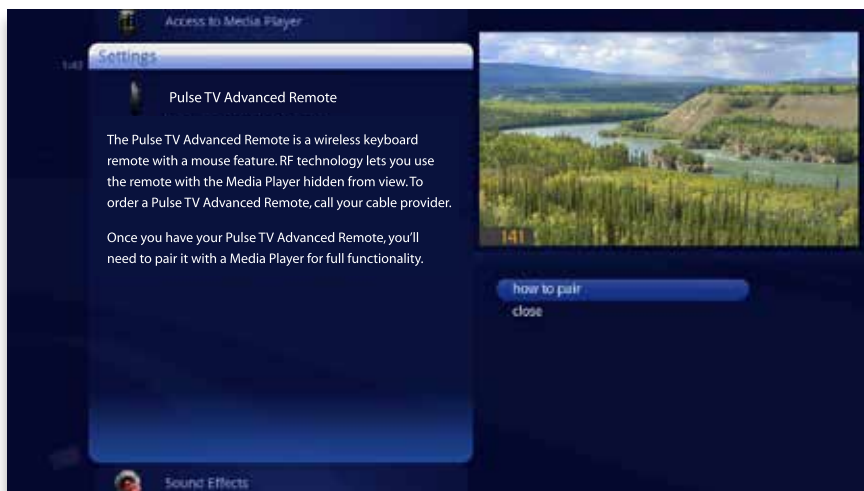 Access to Media Player
1:42
Settings
Pulse TV Advanced Remote
The Pulse TV Advanced Remote is a wireless keyboard
remote with a mouse feature. RF technology lets you use
the remote with the Media Player hidden from view. To
order a Pulse TV Advanced Remote, call your cable provider.
Once you have your Pulse TV Advanced Remote, you'll
need to pair it with a Media Player for full functionality.
141
how to pair
close
Sound Effects